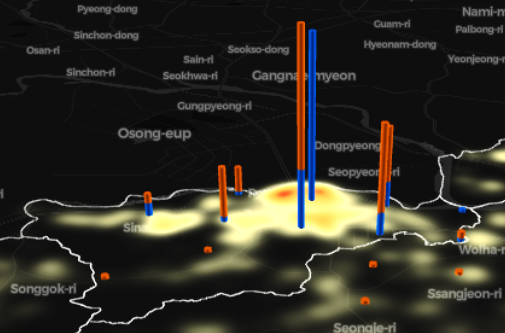 Pyeong-dong
Nami-m
Guam-ri
Sinchon-dong
Palbong-ri
Osan-ri
Seokso-dong
Hyeonam-dong
Sain-ri
Yeonjeong-r
Sinchon-ri
Seokhwa-ri
Gangnae-myeon
Gungpyeong-ri
Osong-eup
Dongpyeong
Seopyeon
Wolha-r
Songgok-ri
Ssangjeon-ri
Seongje-ri